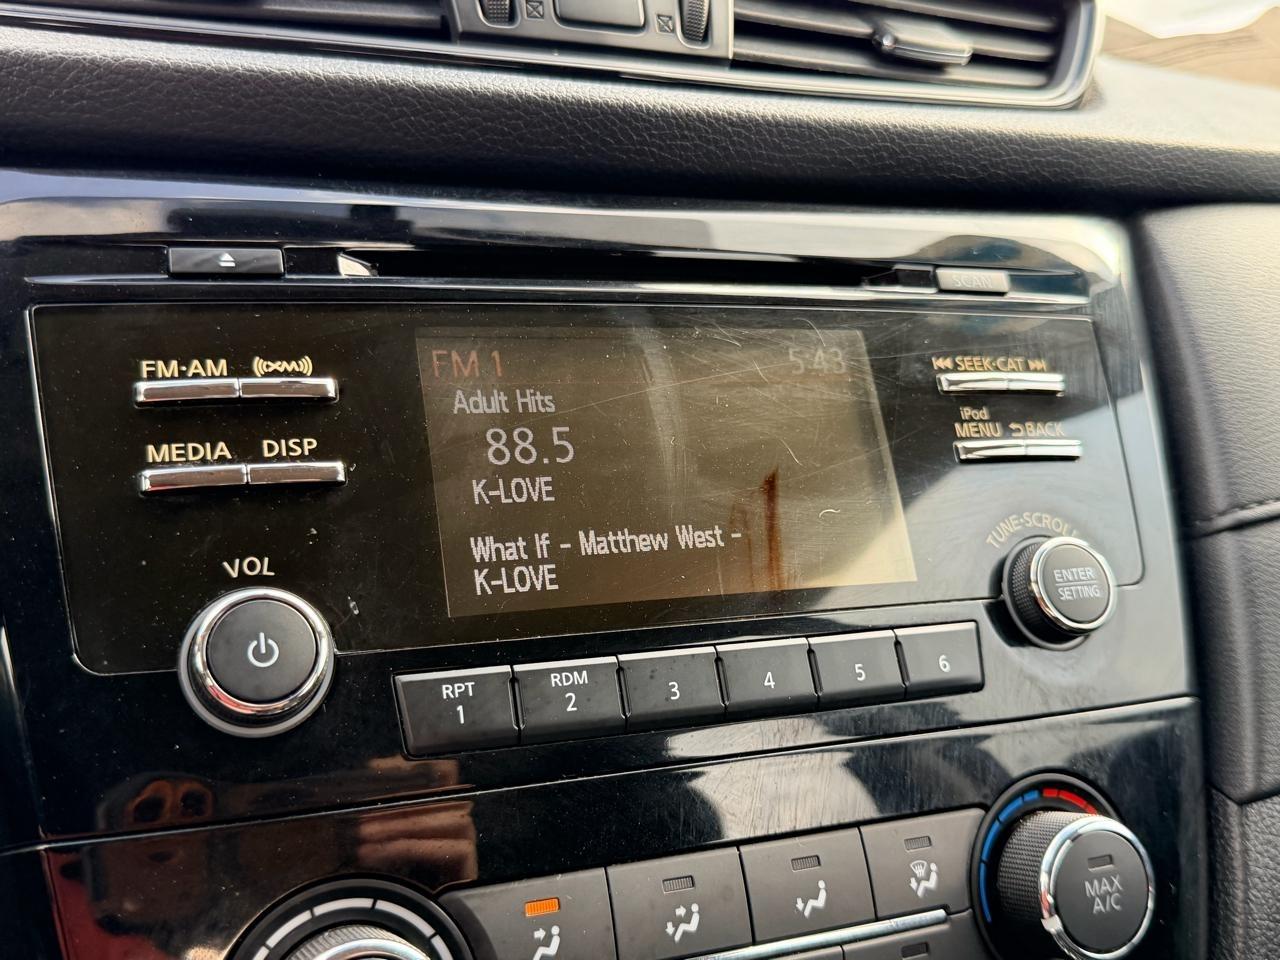 SCAN
FM·AM
XM
SEEK·CAT
MEDIA DISP
iPod
MENU BACK
FM 1 5:43
Adult Hits
88.5
K-LOVE
What If - Matthew West -
K-LOVE
VOL
TUNE·SCROLL
ENTER
SETTING
RPT
1
RDM
2
3
4
5
6
MAX
A/C